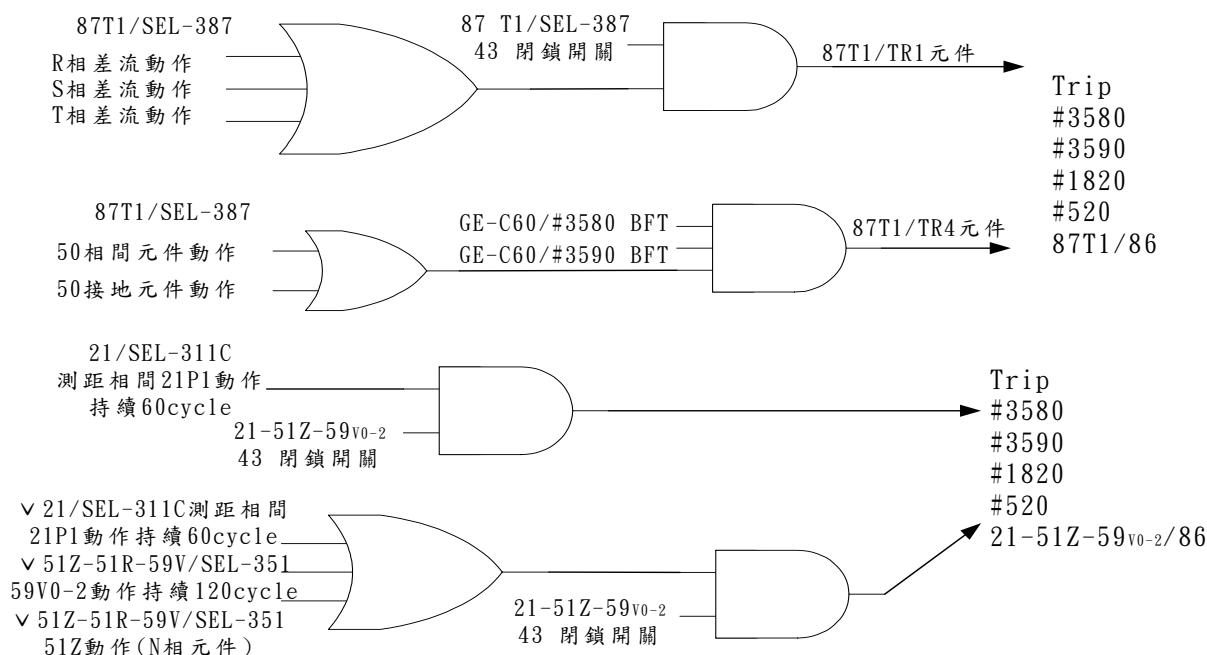 87T1/SEL-387
R相差流動作
S相差流動作
T相差流動作
87 T1/SEL-387
43 閉鎖開關
87T1/TR1元件
Trip
#3580
#3590
#1820
#520
87T1/86
87T1/SEL-387
50相間元件動作
50接地元件動作
GE-C60/#3580 BFT
GE-C60/#3590 BFT
87T1/TR4元件
21/SEL-311C
測距相間21P1動作
持續60cycle
21-51Z-59V0-2
43 閉鎖開關
Trip
#3580
#3590
#1820
#520
21-51Z-59V0-2/86
∨21/SEL-311C測距相間
21P1動作持續60cycle
∨51Z-51R-59V/SEL-351
59V0-2動作持續120cycle
∨51Z-51R-59V/SEL-351
51Z動作(N相元件)
21-51Z-59V0-2
43 閉鎖開關